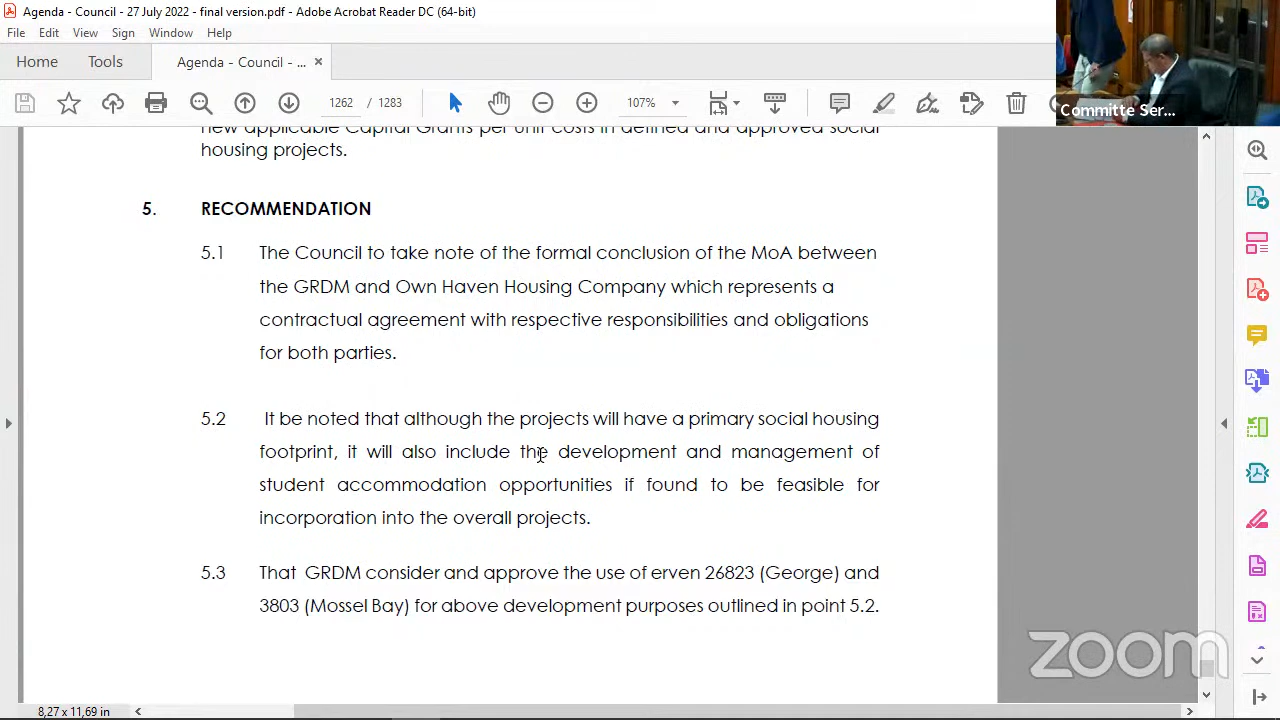 Agenda - Council - 27 July 2022 - final version.pdf - Adobe Acrobat Reader DC (64-bit)
File Edit View Sign Window Help
Home Tools Agenda - Council - ... ×
1262 / 1283 107%
Committe Ser...
new applicable Capital Grants per unit costs in defined and approved social
housing projects.
5. RECOMMENDATION
5.1 The Council to take note of the formal conclusion of the MoA between
the GRDM and Own Haven Housing Company which represents a
contractual agreement with respective responsibilities and obligations
for both parties.
5.2 It be noted that although the projects will have a primary social housing
footprint, it will also include the development and management of
student accommodation opportunities if found to be feasible for
incorporation into the overall projects.
5.3 That GRDM consider and approve the use of erven 26823 (George) and
3803 (Mossel Bay) for above development purposes outlined in point 5.2.
zoom
8,27 x 11,69 in